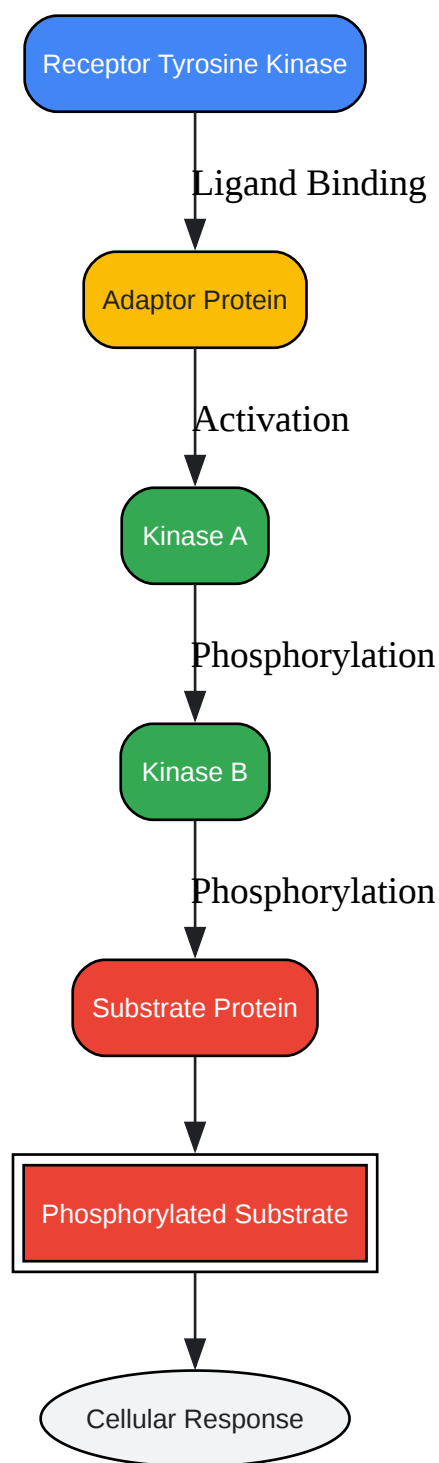 Receptor Tyrosine Kinase
Ligand Binding
Adaptor Protein
Activation
Kinase A
Phosphorylation
Kinase B
Phosphorylation
Substrate Protein
Phosphorylated Substrate
Cellular Response